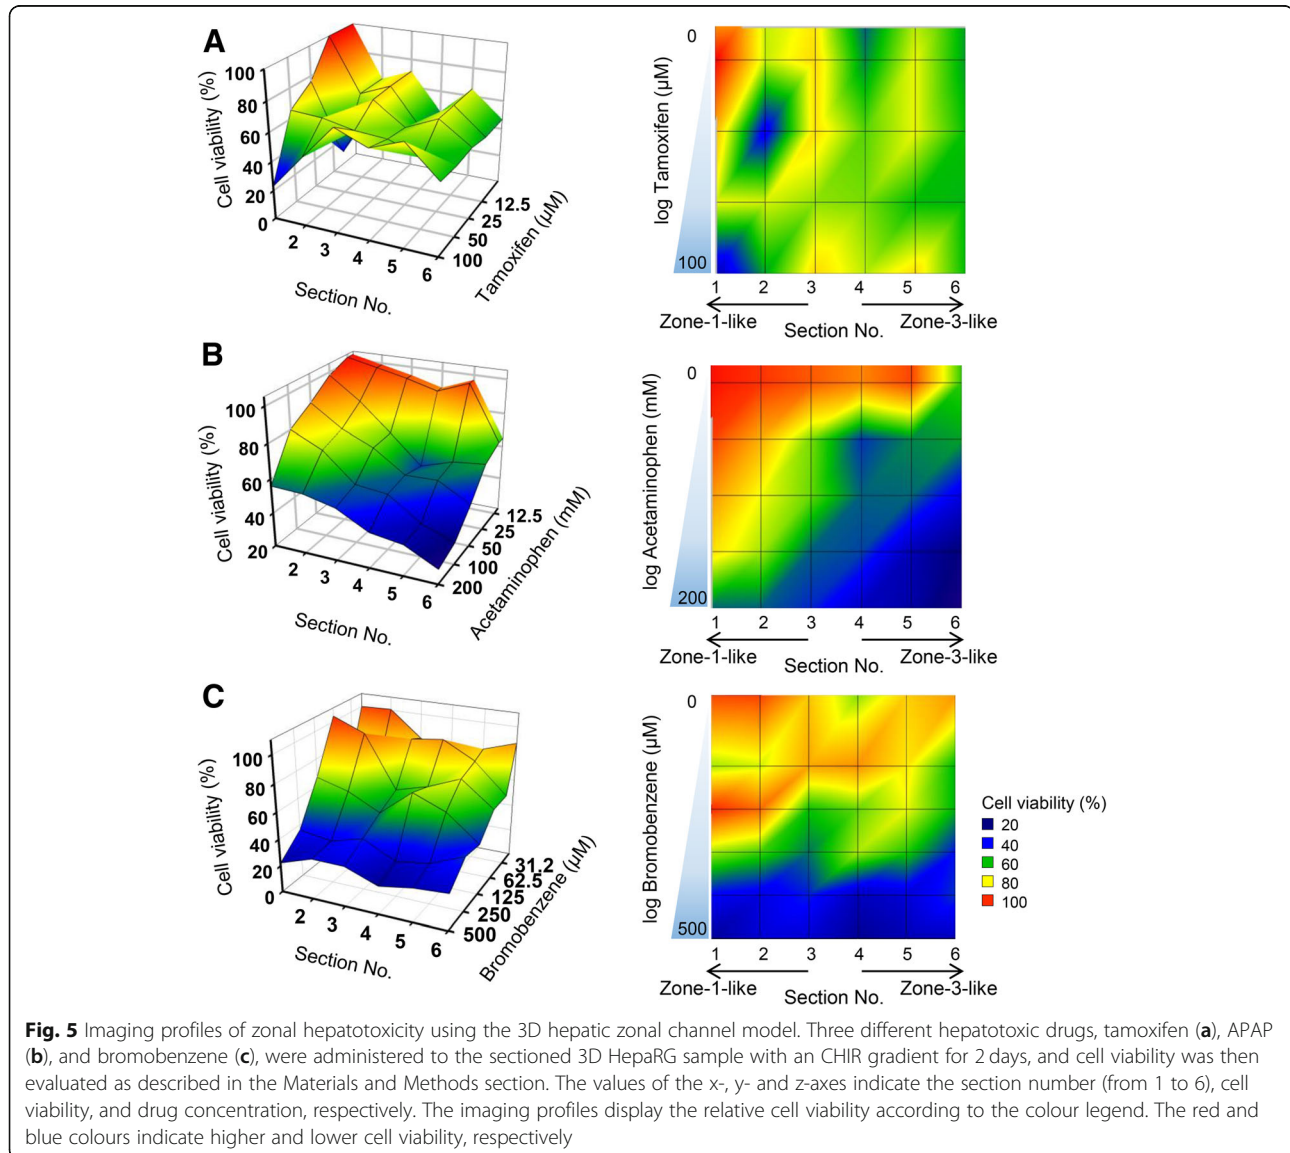 A
Cell viability (%)
100
80
60
40
20
0
2
3
4
5
6
Section No.
12.5
25
50
100
Tamoxifen (µM)
0
log Tamoxifen (µM)
100
1 2 3 4 5 6
Zone-1-like Section No. Zone-3-like
B
Cell viability (%)
100
80
60
40
20
2
3
4
5
6
Section No.
12.5
25
50
100
200
Acetaminophen (mM)
0
log Acetaminophen (mM)
200
1 2 3 4 5 6
Zone-1-like Section No. Zone-3-like
C
Cell viability (%)
100
80
60
40
20
0
2
3
4
5
6
Section No.
31.2
62.5
125
250
500
Bromobenzene (µM)
0
log Bromobenzene (µM)
500
1 2 3 4 5 6
Zone-1-like Section No. Zone-3-like
Cell viability (%)
20
40
60
80
100
Fig. 5 Imaging profiles of zonal hepatotoxicity using the 3D hepatic zonal channel model. Three different hepatotoxic drugs, tamoxifen (a), APAP
(b), and bromobenzene (c), were administered to the sectioned 3D HepaRG sample with an CHIR gradient for 2 days, and cell viability was then
evaluated as described in the Materials and Methods section. The values of the x-, y- and z-axes indicate the section number (from 1 to 6), cell
viability, and drug concentration, respectively. The imaging profiles display the relative cell viability according to the colour legend. The red and
blue colours indicate higher and lower cell viability, respectively